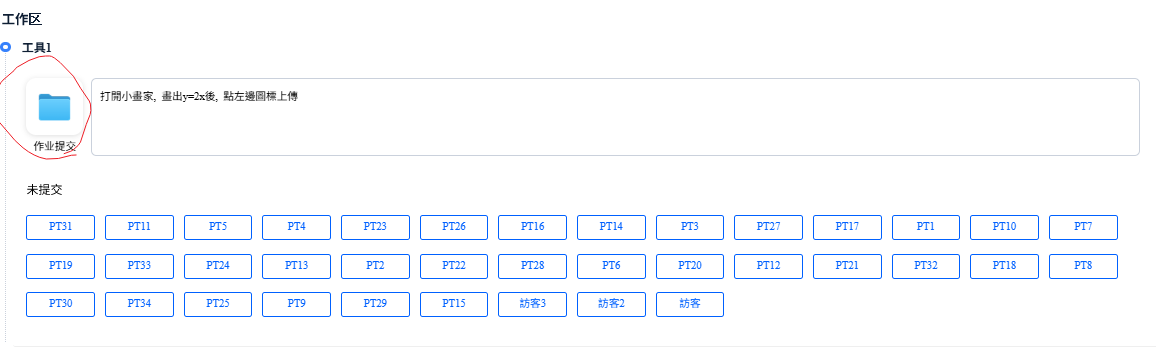 工作区
工具1
打開小畫家, 畫出y=2x後, 點左邊圖標上傳
作业提交
未提交
PT31 PT11 PT5 PT4 PT23 PT26 PT16 PT14 PT3 PT27 PT17 PT1 PT10 PT7
PT19 PT33 PT24 PT13 PT2 PT22 PT28 PT6 PT20 PT12 PT21 PT32 PT18 PT8
PT30 PT34 PT25 PT9 PT29 PT15 訪客3 訪客2 訪客